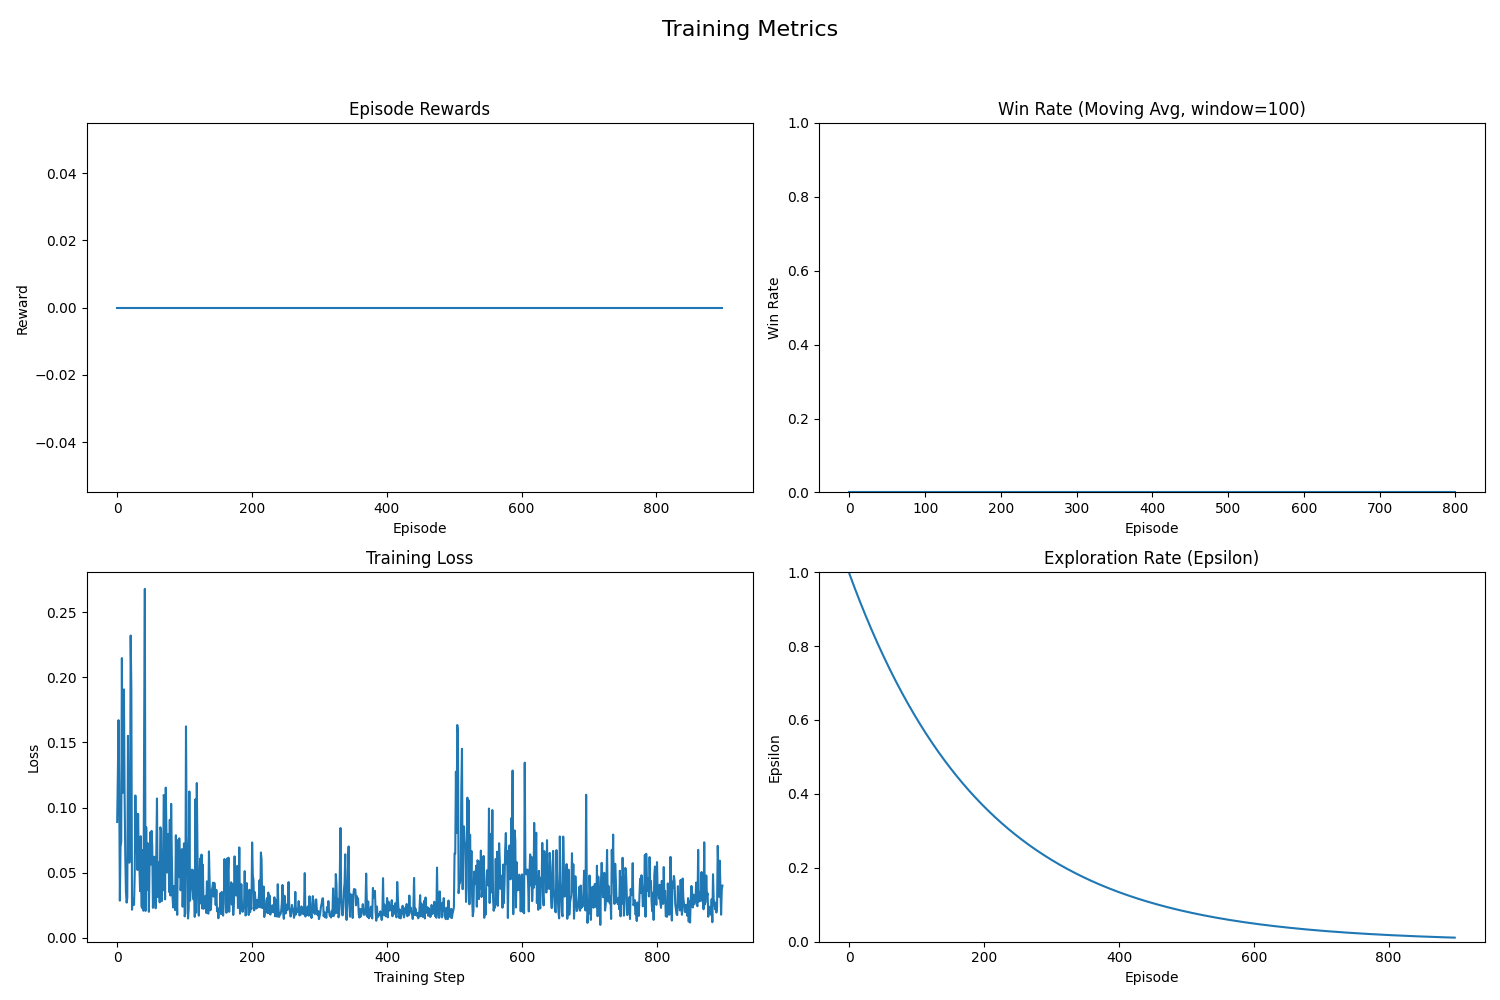 Training Metrics
Episode Rewards
0.04
0.02
0.00
−0.02
−0.04
Reward
0 200 400 600 800
Episode
Win Rate (Moving Avg, window=100)
1.0
0.8
0.6
0.4
0.2
0.0
Win Rate
0 100 200 300 400 500 600 700 800
Episode
Training Loss
0.25
0.20
0.15
0.10
0.05
0.00
Loss
0 200 400 600 800
Training Step
Exploration Rate (Epsilon)
1.0
0.8
0.6
0.4
0.2
0.0
Epsilon
0 200 400 600 800
Episode